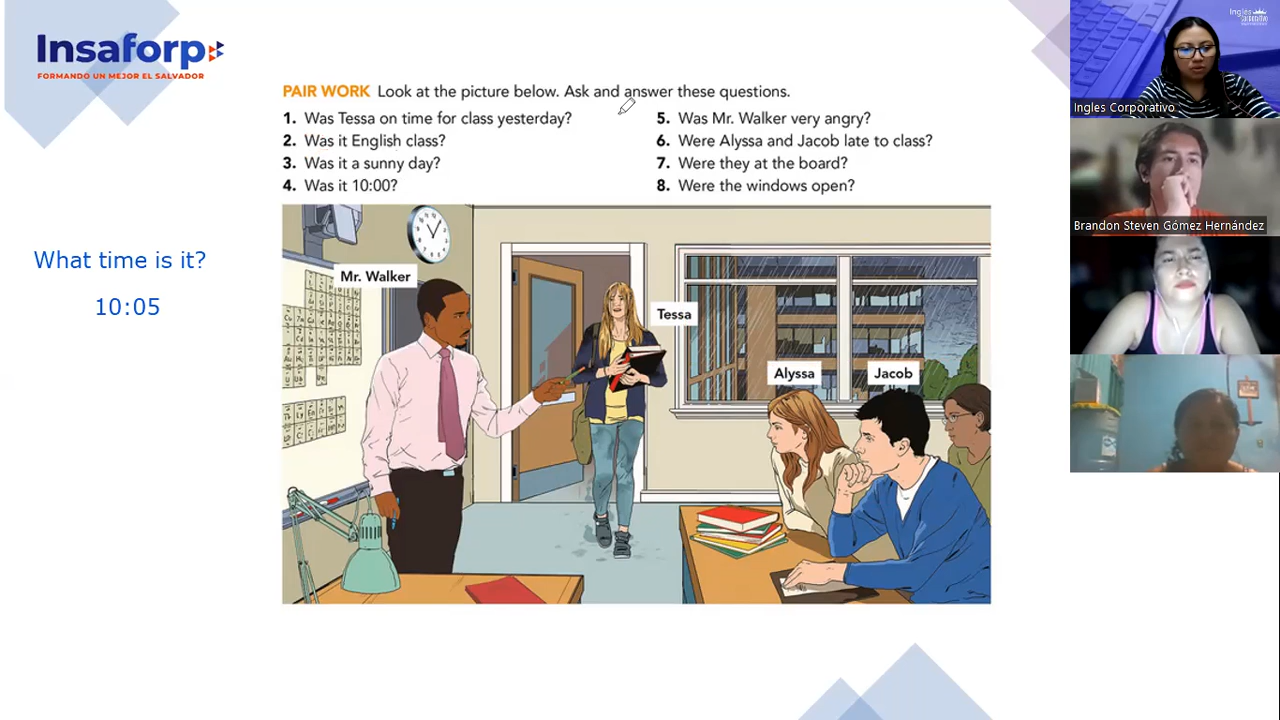 Insaforp
FORMANDO UN MEJOR EL SALVADOR
PAIR WORK Look at the picture below. Ask and answer these questions.
1. Was Tessa on time for class yesterday?
2. Was it English class?
3. Was it a sunny day?
4. Was it 10:00?
5. Was Mr. Walker very angry?
6. Were Alyssa and Jacob late to class?
7. Were they at the board?
8. Were the windows open?
What time is it?
10:05
Mr. Walker
Tessa
Alyssa
Jacob
Ingles Corporativo
Brandon Steven Gómez Hernández